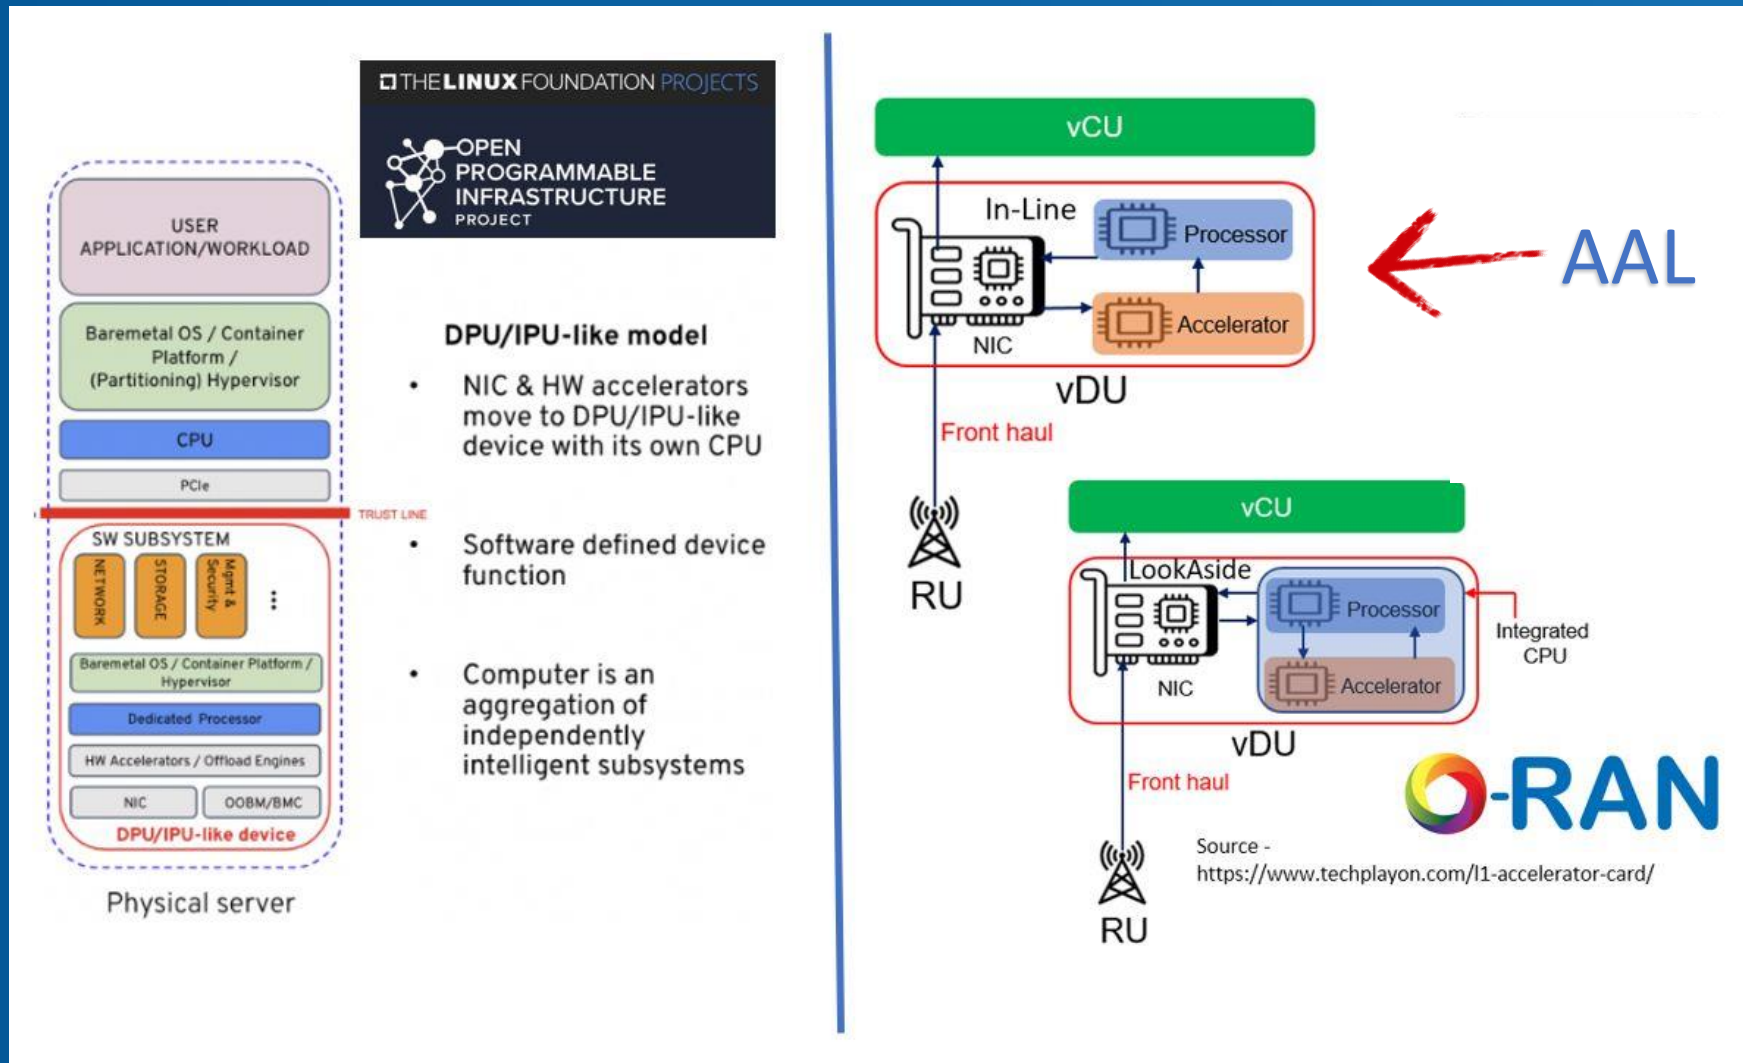 THE LINUX FOUNDATION PROJECTS
OPEN
PROGRAMMABLE
INFRASTRUCTURE
PROJECT
USER
APPLICATION/WORKLOAD
Baremetal OS / Container
Platform /
(Partitioning) Hypervisor
CPU
PCIe
TRUST LINE
SW SUBSYSTEM
NETWORK
STORAGE
Mgmt &
Security
...
Baremetal OS / Container Platform /
Hypervisor
Dedicated Processor
HW Accelerators / Offload Engines
NIC
OOBM/BMC
DPU/IPU-like device
Physical server
DPU/IPU-like model
• NIC & HW accelerators
move to DPU/IPU-like
device with its own CPU
• Software defined device
function
• Computer is an
aggregation of
independently
intelligent subsystems
vCU
In-Line
Processor
Accelerator
NIC
vDU
Front haul
RU
AAL
vCU
LookAside
Processor
Accelerator
NIC
Integrated
CPU
vDU
Front haul
RU
O-RAN
Source -
https://www.techplayon.com/l1-accelerator-card/